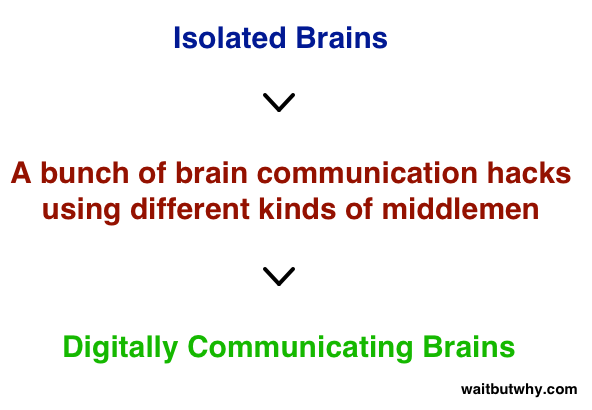 Isolated Brains
A bunch of brain communication hacks
using different kinds of middlemen
Digitally Communicating Brains
waitbutwhy.com